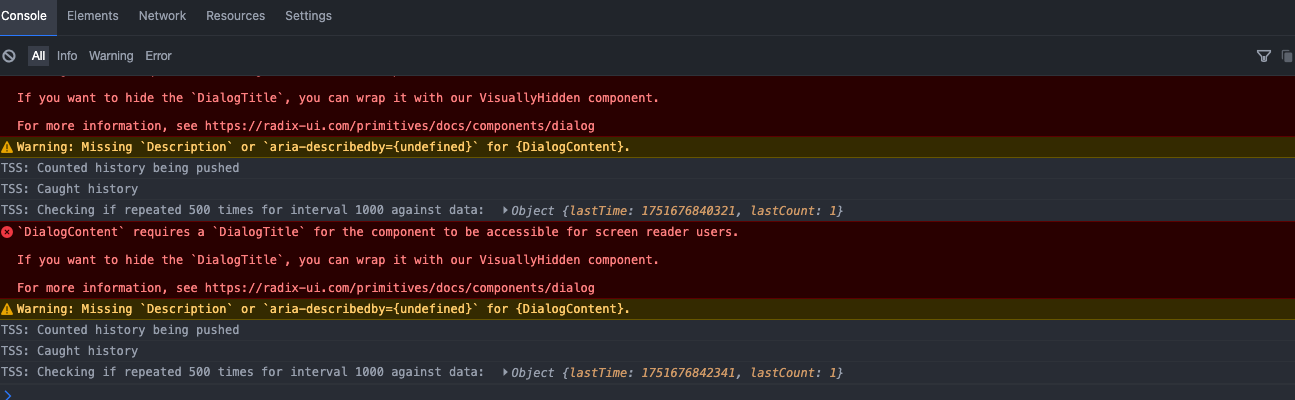 Console Elements Network Resources Settings
All Info Warning Error
If you want to hide the `DialogTitle`, you can wrap it with our VisuallyHidden component.
For more information, see https://radix-ui.com/primitives/docs/components/dialog
Warning: Missing `Description` or `aria-describedby={undefined}` for {DialogContent}.
TSS: Counted history being pushed
TSS: Caught history
TSS: Checking if repeated 500 times for interval 1000 against data: Object {lastTime: 1751676840321, lastCount: 1}
`DialogContent` requires a `DialogTitle` for the component to be accessible for screen reader users.
If you want to hide the `DialogTitle`, you can wrap it with our VisuallyHidden component.
For more information, see https://radix-ui.com/primitives/docs/components/dialog
Warning: Missing `Description` or `aria-describedby={undefined}` for {DialogContent}.
TSS: Counted history being pushed
TSS: Caught history
TSS: Checking if repeated 500 times for interval 1000 against data: Object {lastTime: 1751676842341, lastCount: 1}